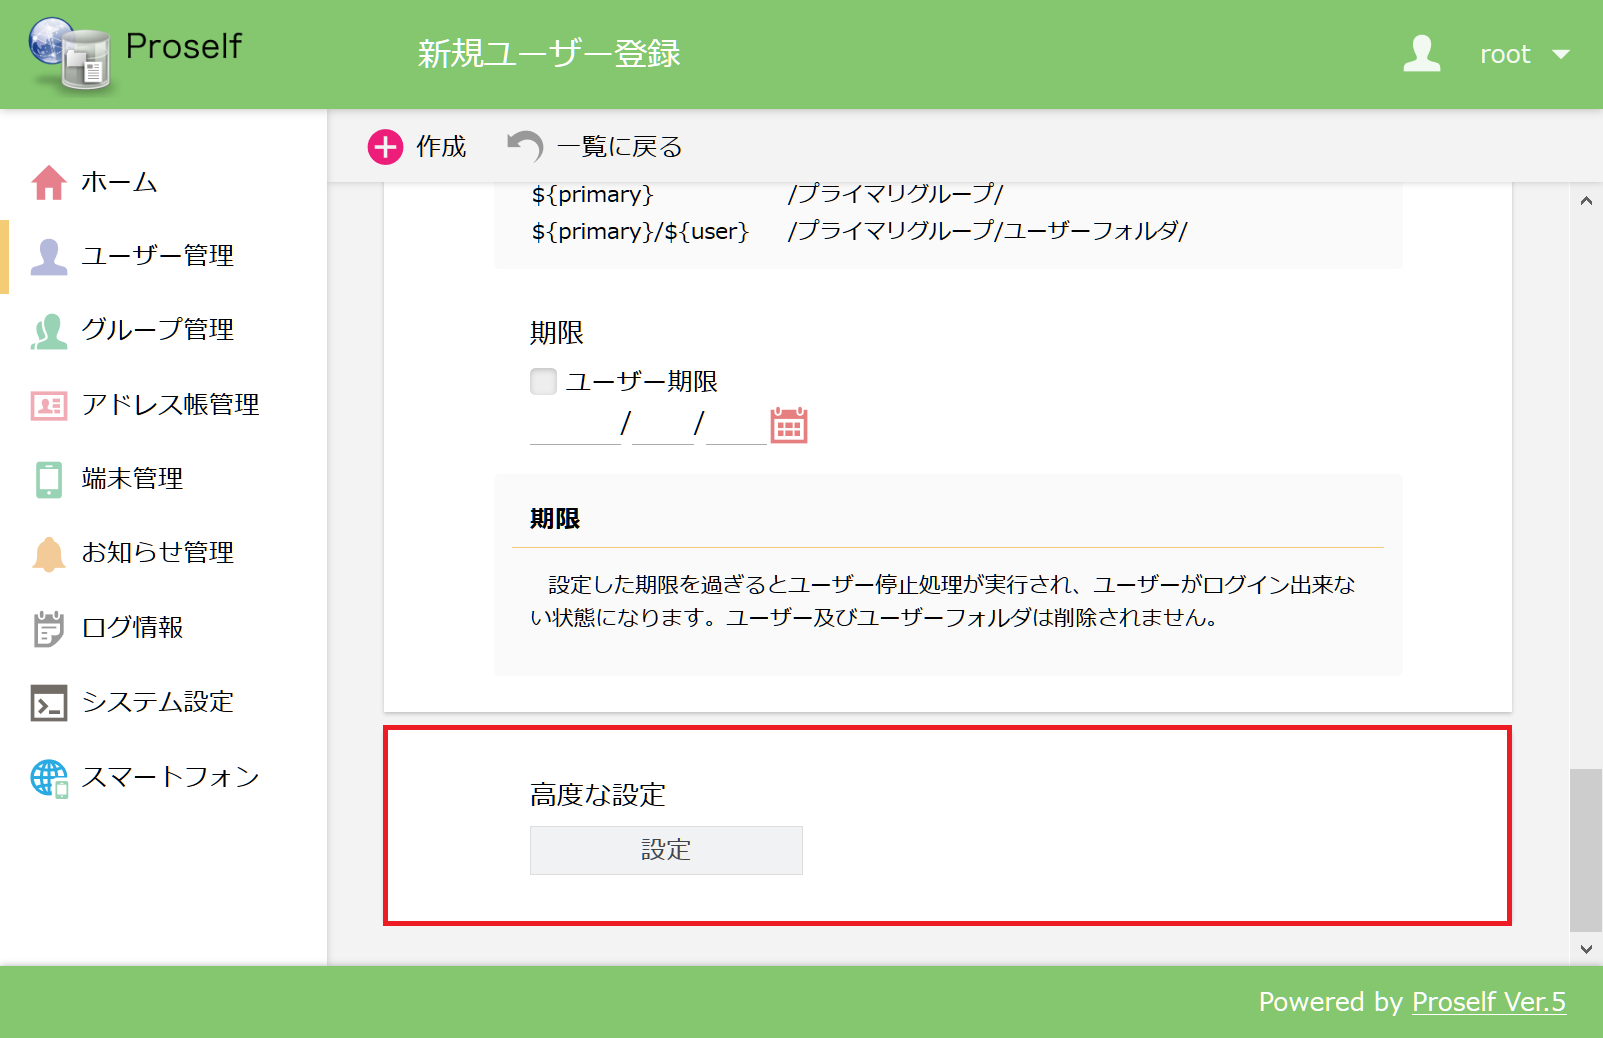 Proself
新規ユーザー登録
root
作成
一覧に戻る
ホーム
ユーザー管理
グループ管理
アドレス帳管理
端末管理
お知らせ管理
ログ情報
システム設定
スマートフォン
${primary} /プライマリグループ/
${primary}/${user} /プライマリグループ/ユーザーフォルダ/
期限
ユーザー期限
/ /
期限
設定した期限を過ぎるとユーザー停止処理が実行され、ユーザーがログイン出来な
い状態になります。ユーザー及びユーザーフォルダは削除されません。
高度な設定
設定
Powered by Proself Ver.5